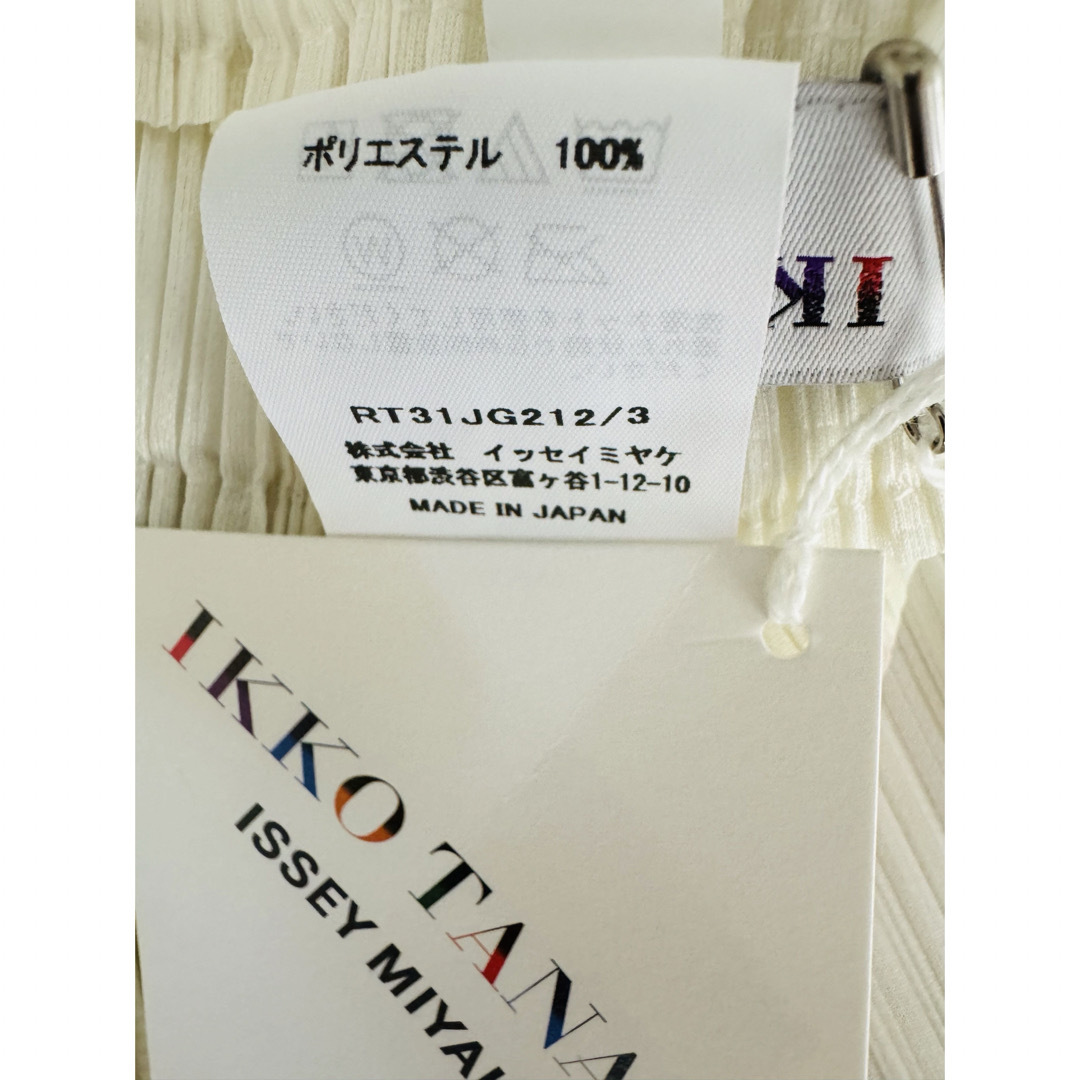 ポリエステル 100%
RT31JG212/3
株式会社 イッセイミヤケ
東京都渋谷区富ヶ谷1-12-10
MADE IN JAPAN
IK
IKKO TANA
ISSEY MIYAK